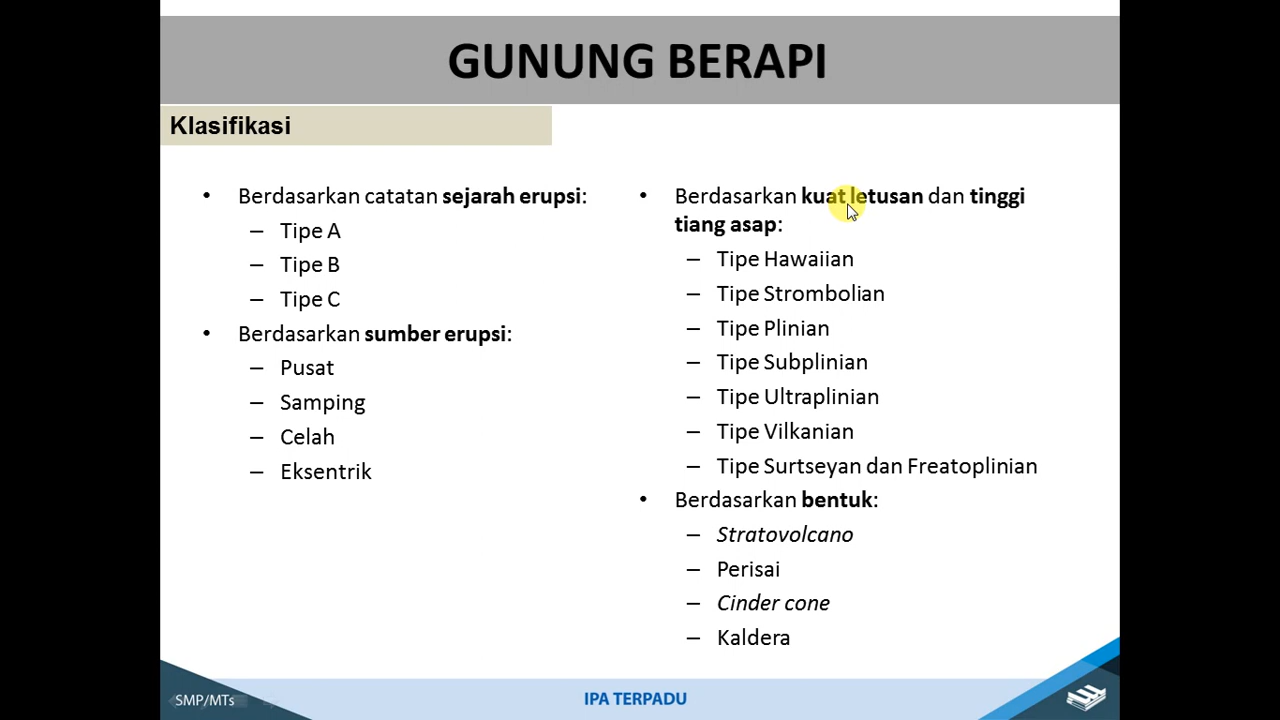 GUNUNG BERAPI
Klasifikasi
• Berdasarkan catatan sejarah erupsi:
– Tipe A
– Tipe B
– Tipe C
• Berdasarkan sumber erupsi:
– Pusat
– Samping
– Celah
– Eksentrik
• Berdasarkan kuat letusan dan tinggi
tiang asap:
– Tipe Hawaiian
– Tipe Strombolian
– Tipe Plinian
– Tipe Subplinian
– Tipe Ultraplinian
– Tipe Vilkanian
– Tipe Surtseyan dan Freatoplinian
• Berdasarkan bentuk:
– Stratovolcano
– Perisai
– Cinder cone
– Kaldera
SMP/MTs
IPA TERPADU